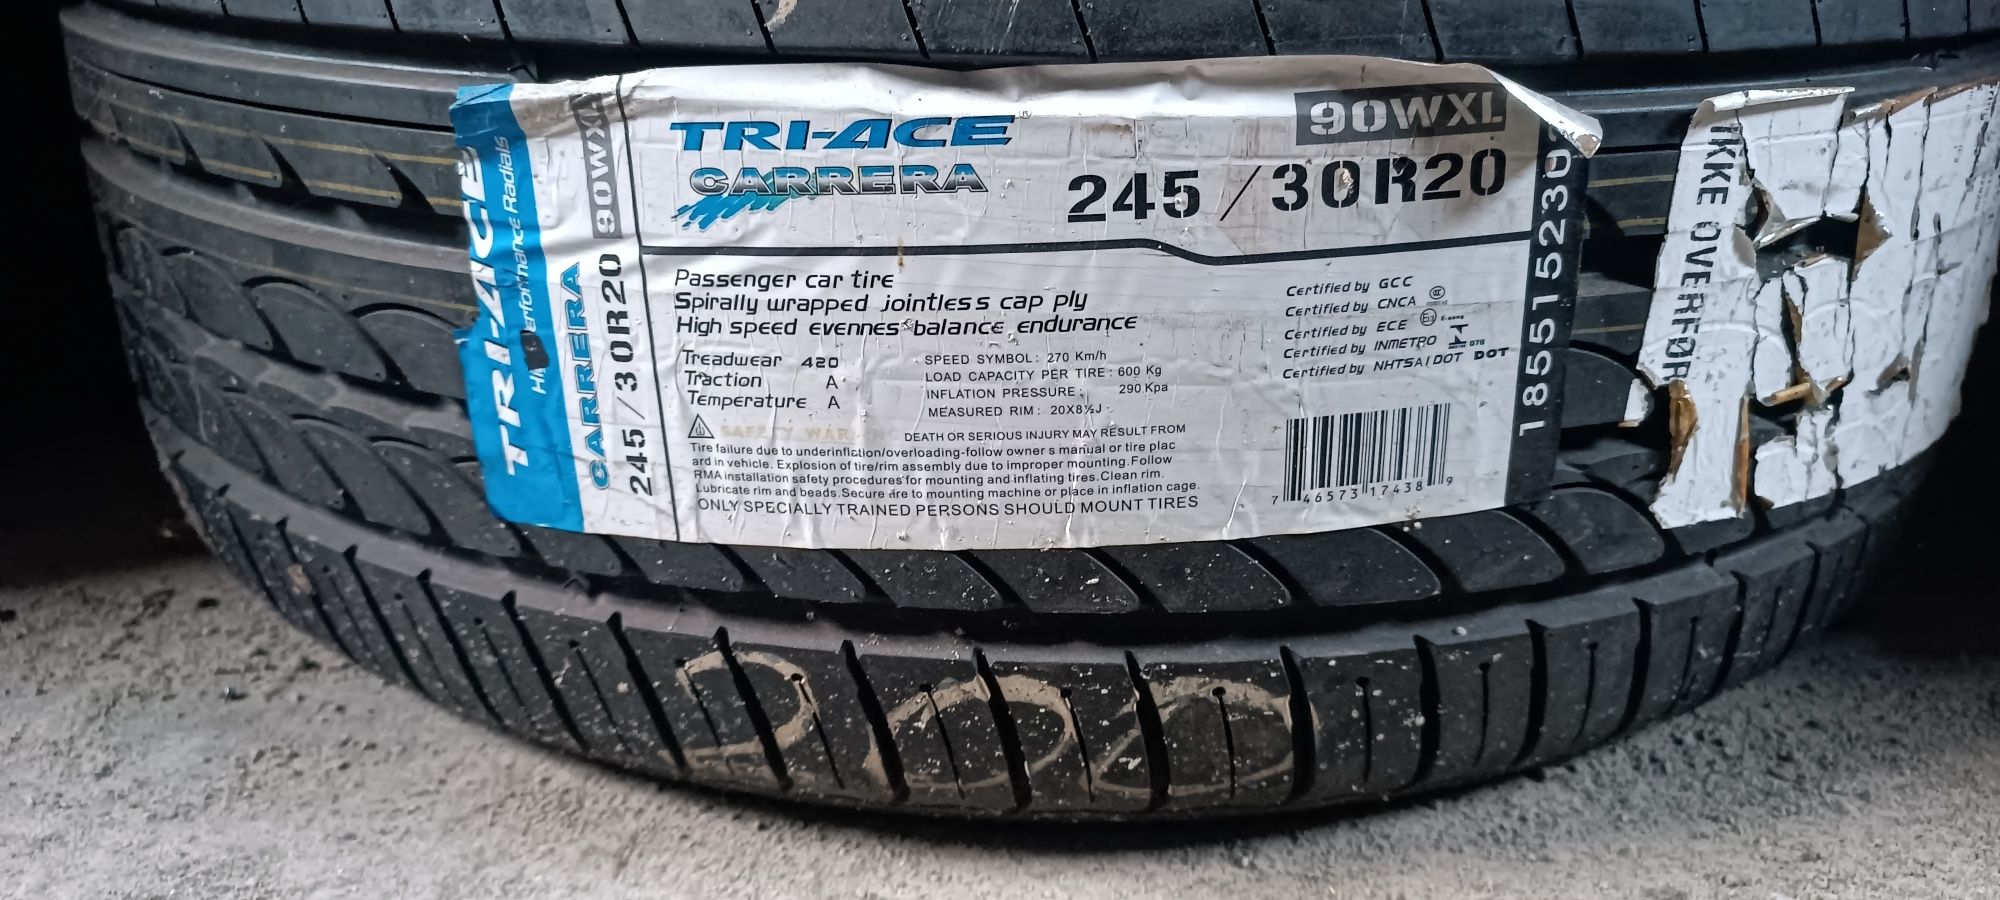 TRI-ACE
Performance Radials
CARRERA
245/30R20
90WXL
TRI-ACE®
CARRERA
90WXL
245/30R20
Passenger car tire
Spirally wrapped jointless cap ply
High speed evennes balance endurance
Treadwear 420
Traction A
Temperature A
SPEED SYMBOL: 270 Km/h
LOAD CAPACITY PER TIRE: 600 Kg
INFLATION PRESSURE: 290 Kpa
MEASURED RIM: 20X8½J
Certified by GCC
Certified by CNCA
Certified by ECE E13
Certified by INMETRO
Certified by NHTSA/DOT DOT
DEATH OR SERIOUS INJURY MAY RESULT FROM
Tire failure due to underinflction/overloading-follow owner s manual or tire plac
ard in vehicle. Explosion of tire/rim assembly due to improper mounting. Follow
RMA installation safety procedures for mounting and inflating tires. Clean rim.
Lubricate rim and beads. Secure are to mounting machine or place in inflation cage.
ONLY SPECIALLY TRAINED PERSONS SHOULD MOUNT TIRES
7 46573 17438 9
185515230
IKKE OVERFØR
200